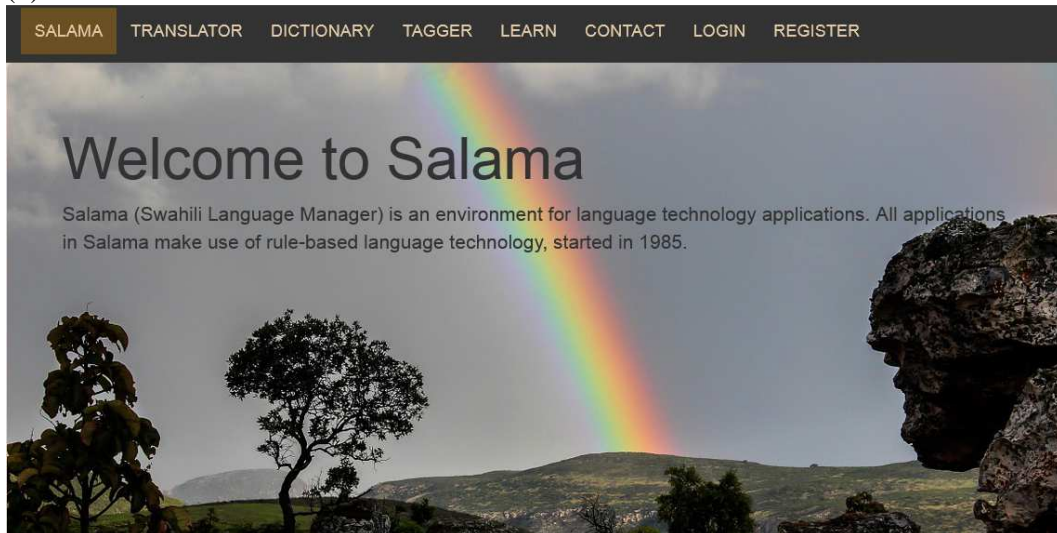 SALAMA TRANSLATOR DICTIONARY TAGGER LEARN CONTACT LOGIN REGISTER
Welcome to Salama
Salama (Swahili Language Manager) is an environment for language technology applications. All applications
in Salama make use of rule-based language technology, started in 1985.